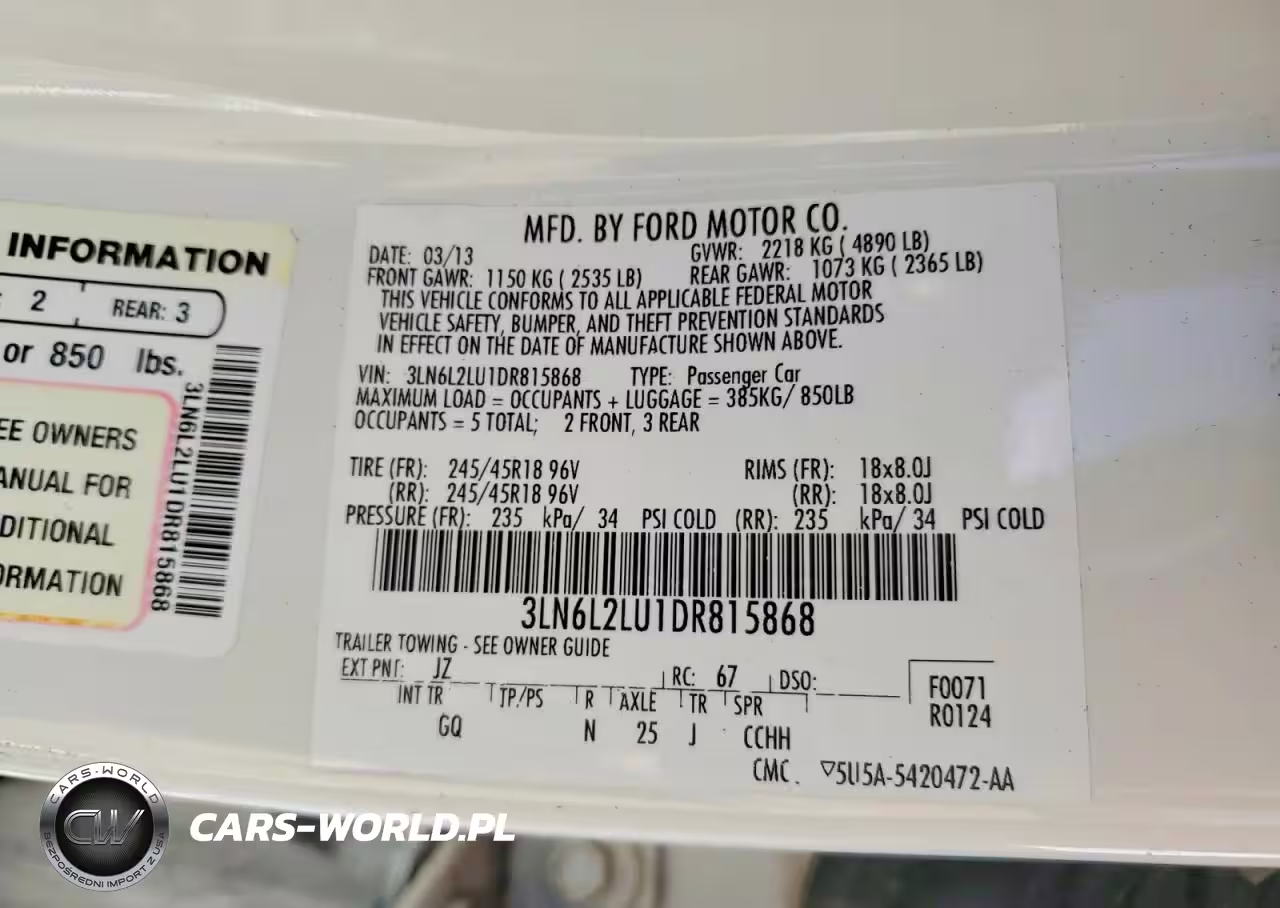 INFORMATION
2 REAR: 3
or 850 lbs.
EE OWNERS
ANUAL FOR
DITIONAL
ORMATION
3LN6L2LU1DR815868
MFD. BY FORD MOTOR CO.
DATE: 03/13 GVWR: 2218 KG ( 4890 LB)
FRONT GAWR: 1150 KG ( 2535 LB) REAR GAWR: 1073 KG ( 2365 LB)
THIS VEHICLE CONFORMS TO ALL APPLICABLE FEDERAL MOTOR
VEHICLE SAFETY, BUMPER, AND THEFT PREVENTION STANDARDS
IN EFFECT ON THE DATE OF MANUFACTURE SHOWN ABOVE.
VIN: 3LN6L2LU1DR815868 TYPE: Passenger Car
MAXIMUM LOAD = OCCUPANTS + LUGGAGE = 385KG/ 850LB
OCCUPANTS = 5 TOTAL; 2 FRONT, 3 REAR
TIRE (FR): 245/45R18 96V RIMS (FR): 18x8.0J
(RR): 245/45R18 96V (RR): 18x8.0J
PRESSURE (FR): 235 kPa/ 34 PSI COLD (RR): 235 kPa/ 34 PSI COLD
3LN6L2LU1DR815868
TRAILER TOWING - SEE OWNER GUIDE
EXT PNT: JZ RC: 67 DSO:
INT TR TP/PS R AXLE TR SPR
GQ N 25 J CCHH
F0071
R0124
CMC. ▽5U5A-5420472-AA
CARS-WORLD
CW
BEZPOŚREDNI IMPORT Z USA
CARS-WORLD.PL